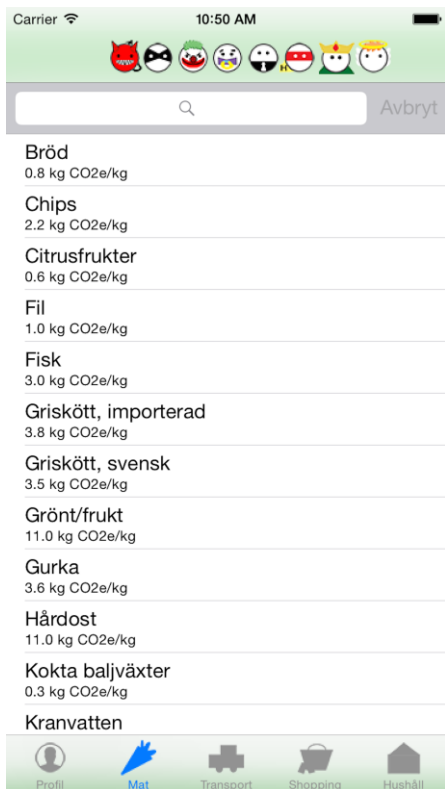 Carrier 10:50 AM
Avbryt
Bröd
0.8 kg CO2e/kg
Chips
2.2 kg CO2e/kg
Citrusfrukter
0.6 kg CO2e/kg
Fil
1.0 kg CO2e/kg
Fisk
3.0 kg CO2e/kg
Griskött, importerad
3.8 kg CO2e/kg
Griskött, svensk
3.5 kg CO2e/kg
Grönt/frukt
11.0 kg CO2e/kg
Gurka
3.6 kg CO2e/kg
Hårdost
11.0 kg CO2e/kg
Kokta baljväxter
0.3 kg CO2e/kg
Kranvatten
Profil Mat Transport Shopping Hushåll